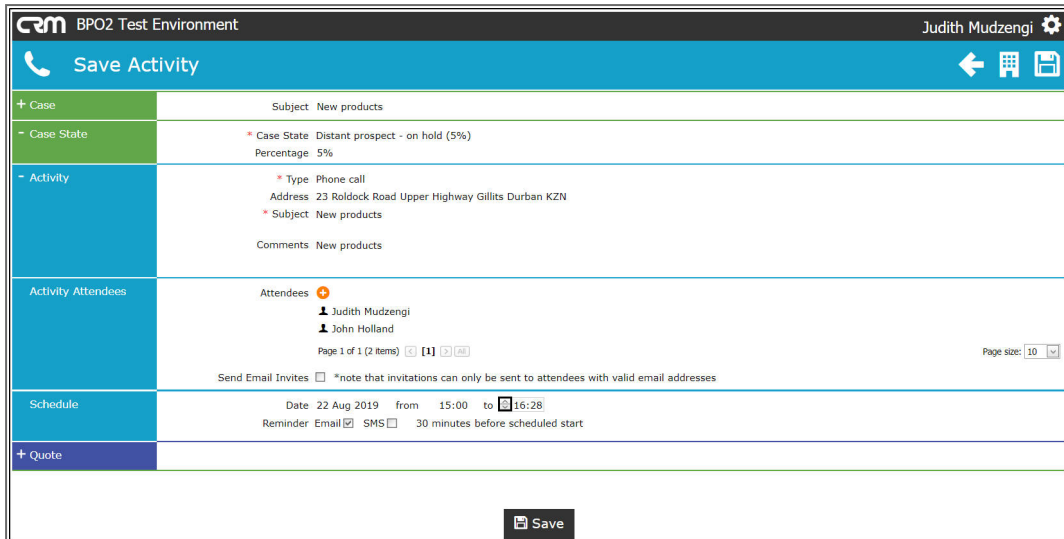 CRM BPO2 Test Environment Judith Mudzengi
Save Activity
+ Case Subject New products
- Case State * Case State Distant prospect - on hold (5%)
Percentage 5%
- Activity * Type Phone call
Address 23 Roldock Road Upper Highway Gillits Durban KZN
* Subject New products
Comments New products
Activity Attendees Attendees
Judith Mudzengi
John Holland
Page 1 of 1 (2 items) < [1] > All Page size: 10
Send Email Invites *note that invitations can only be sent to attendees with valid email addresses
Schedule Date 22 Aug 2019 from 15:00 to 16:28
Reminder Email SMS 30 minutes before scheduled start
+ Quote
Save